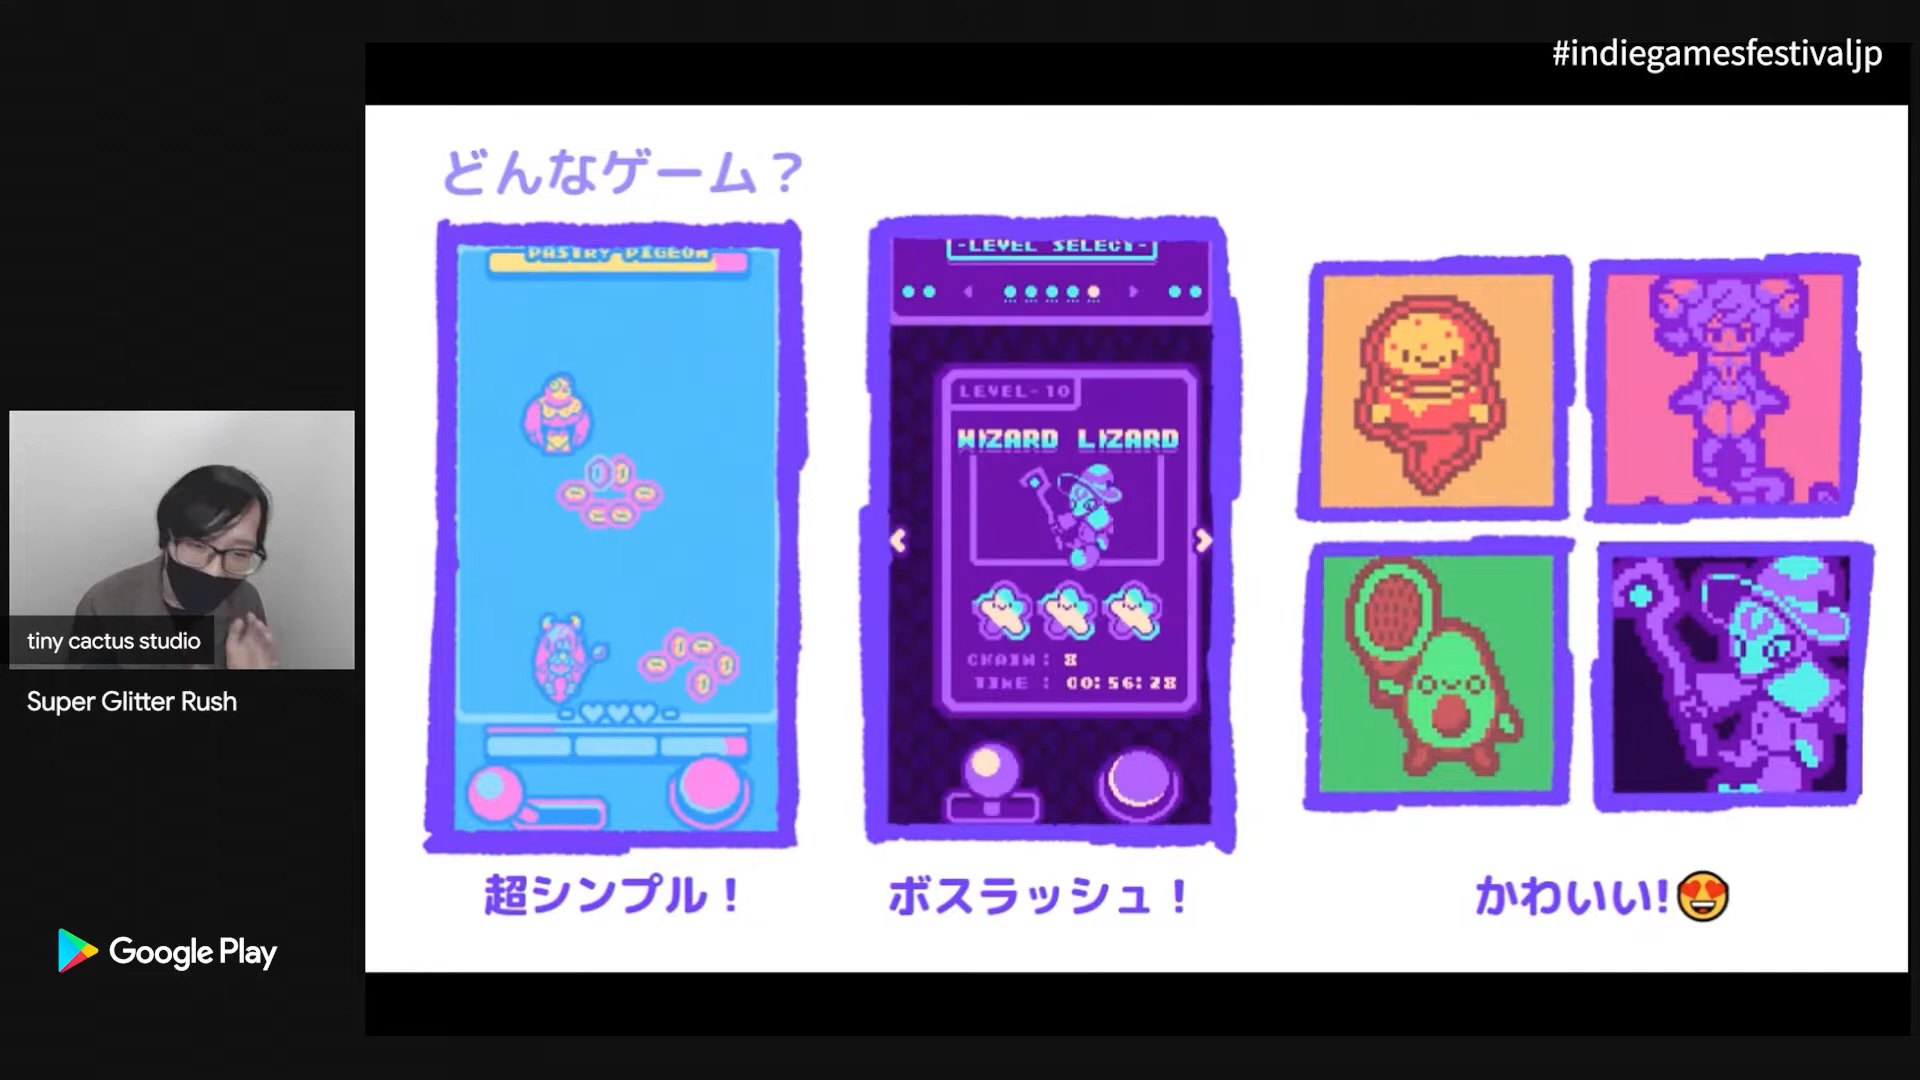 #indiegamesfestivaljp
どんなゲーム？
PASTRY PIGEON
-LEVEL SELECT-
LEVEL-10
WIZARD LIZARD
CHAIN: 8
TIME : 00:56:28
超シンプル！
ボスラッシュ！
かわいい!😍
tiny cactus studio
Super Glitter Rush
Google Play